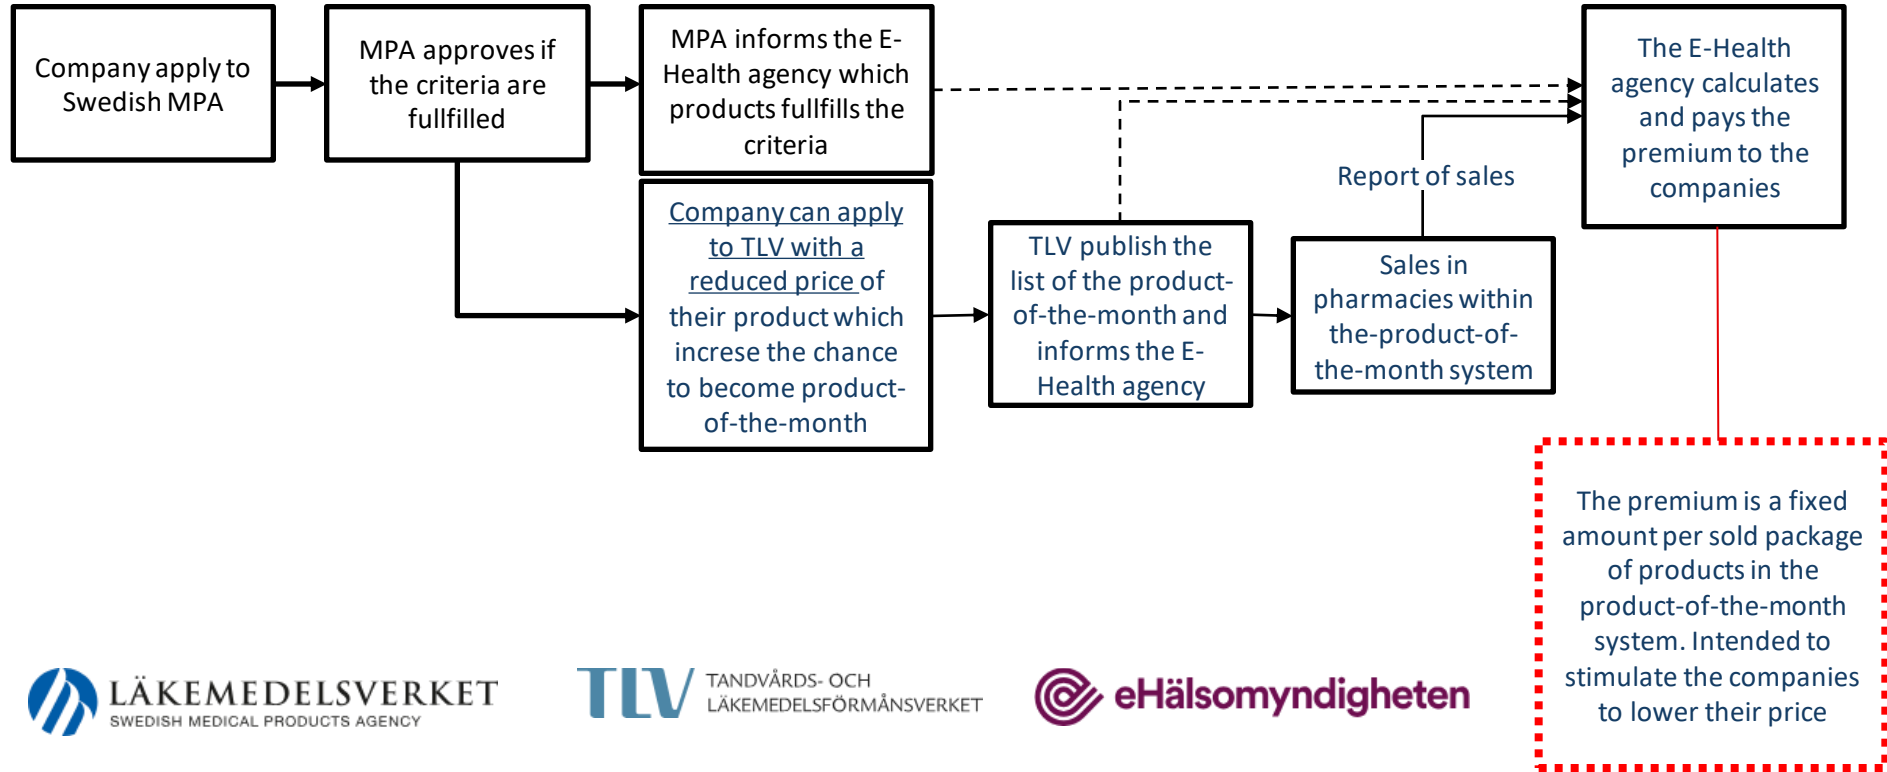 Company apply to
Swedish MPA
MPA approves if
the criteria are
fullfilled
MPA informs the E-
Health agency which
products fullfills the
criteria
The E-Health
agency calculates
and pays the
premium to the
companies
Report of sales
Company can apply
to TLV with a
reduced price of
their product which
increse the chance
to become product-
of-the-month
TLV publish the
list of the product-
of-the-month and
informs the E-
Health agency
Sales in
pharmacies within
the-product-of-
the-month system
The premium is a fixed
amount per sold package
of products in the
product-of-the-month
system. Intended to
stimulate the companies
to lower their price
LÄKEMEDELSVERKET
SWEDISH MEDICAL PRODUCTS AGENCY
TLV
TANDVÅRDS- OCH
LÄKEMEDELSFÖRMÅNSVERKET
eHälsomyndigheten